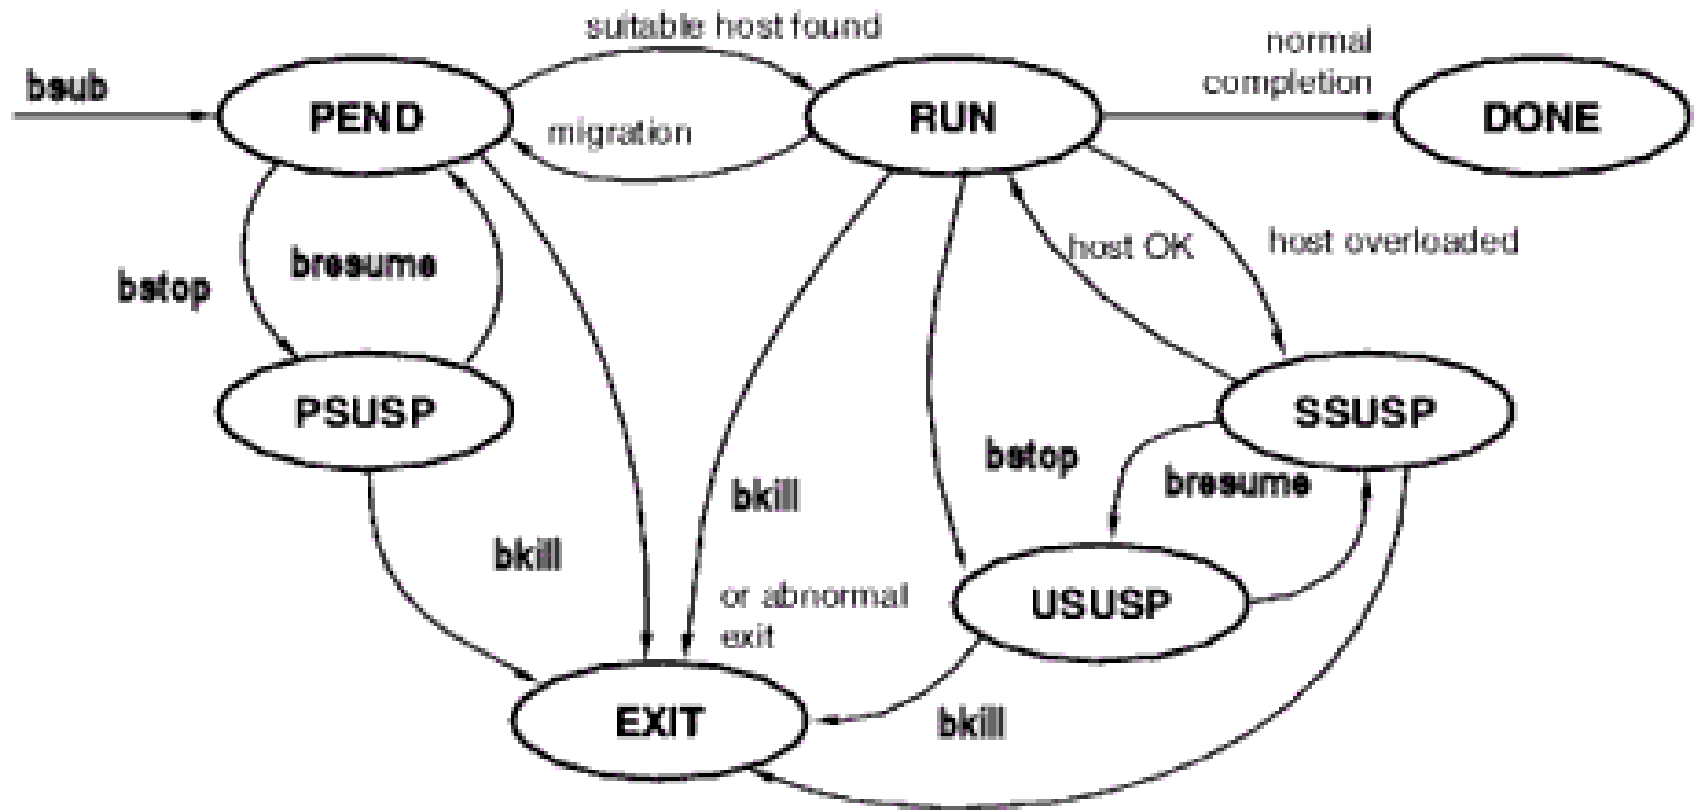 suitable host found
normal
completion
bsub
PEND
RUN
DONE
migration
host OK
host overloaded
bresume
bstop
PSUSP
SSUSP
bstop
bresume
bkill
bkill
or abnormal
exit
USUSP
EXIT
bkill